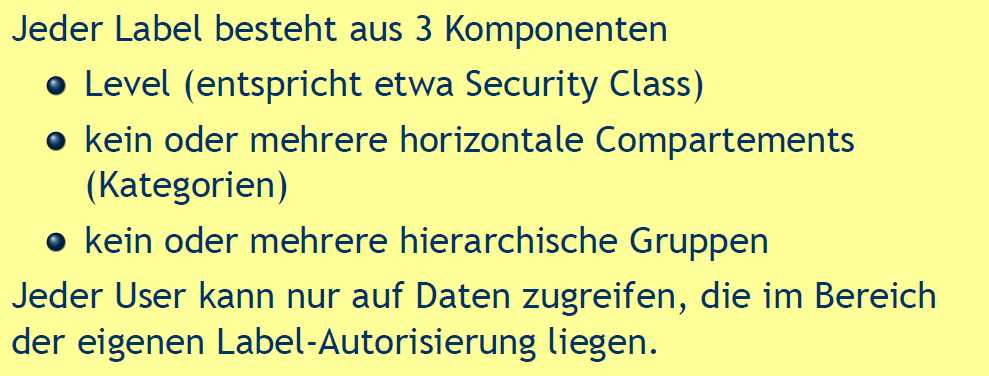 Jeder Label besteht aus 3 Komponenten
Level (entspricht etwa Security Class)
kein oder mehrere horizontale Compartements
(Kategorien)
kein oder mehrere hierarchische Gruppen
Jeder User kann nur auf Daten zugreifen, die im Bereich
der eigenen Label-Autorisierung liegen.